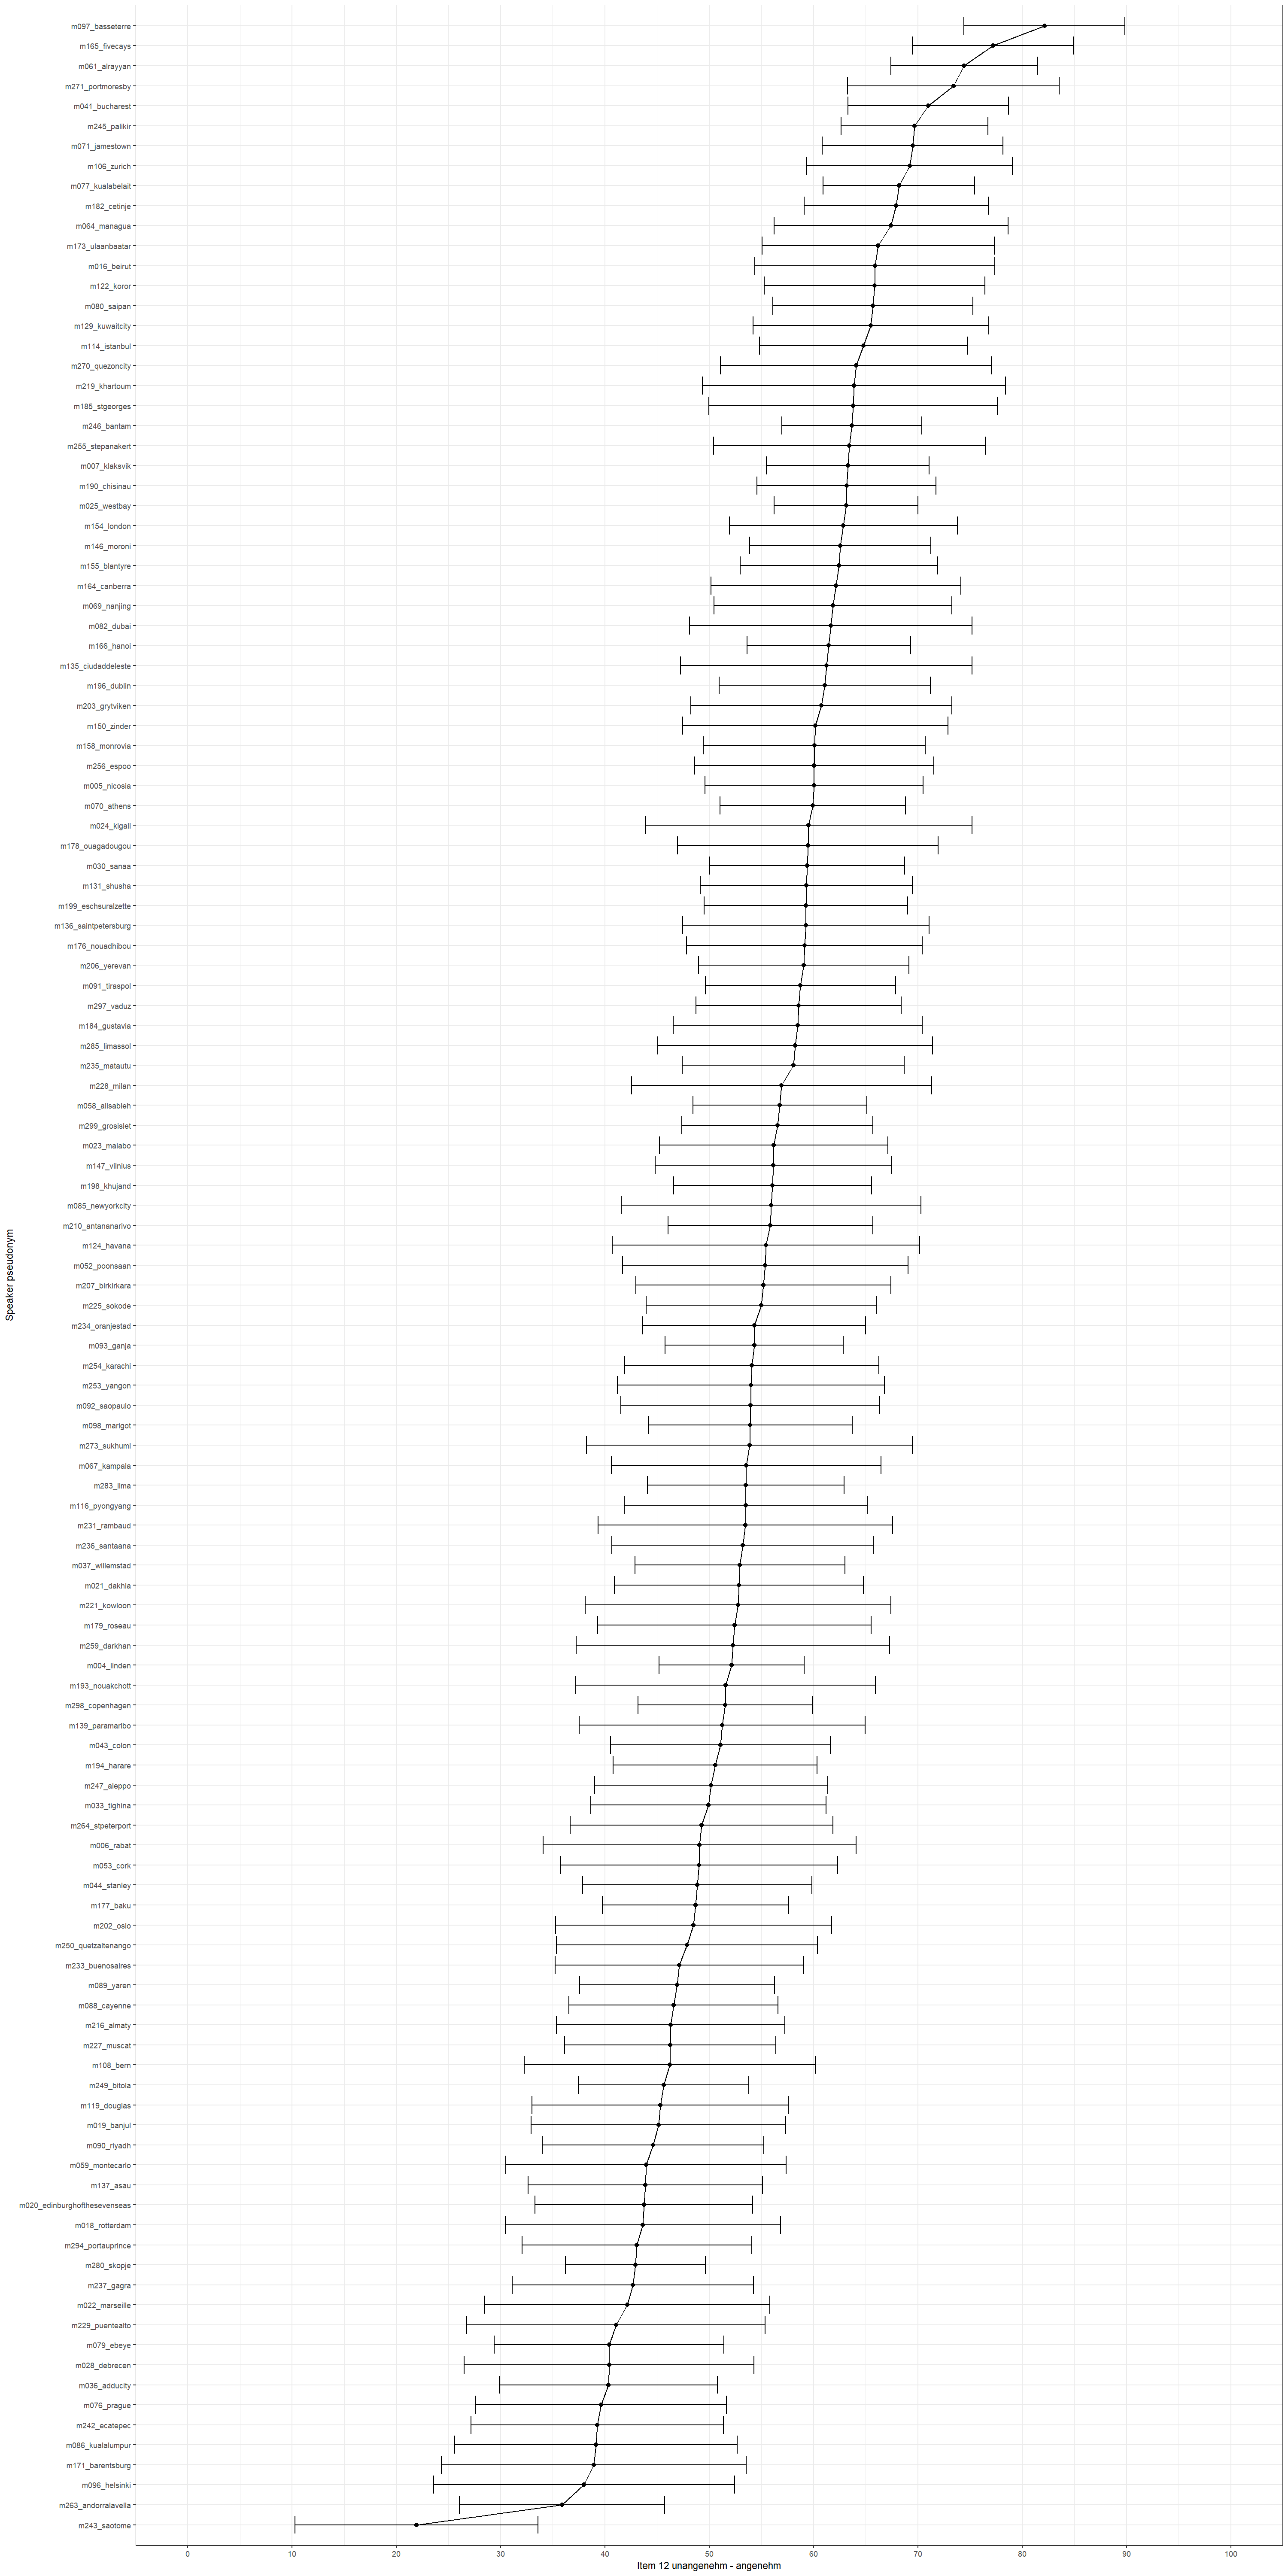 m097_basseterre
m165_fivecays
m061_alrayyan
m271_portmoresby
m041_bucharest
m245_palikir
m071_jamestown
m106_zurich
m077_kualabelait
m182_cetinje
m064_managua
m173_ulaanbaatar
m016_beirut
m122_koror
m080_saipan
m129_kuwaitcity
m114_istanbul
m270_quezoncity
m219_khartoum
m185_stgeorges
m246_bantam
m255_stepanakert
m007_klaksvik
m190_chisinau
m025_westbay
m154_london
m146_moroni
m155_blantyre
m164_canberra
m069_nanjing
m082_dubai
m166_hanoi
m135_ciudaddeleste
m196_dublin
m203_grytviken
m150_zinder
m158_monrovia
m256_espoo
m005_nicosia
m070_athens
m024_kigali
m178_ouagadougou
m030_sanaa
m131_shusha
m199_eschsuralzette
m136_saintpetersburg
m176_nouadhibou
m206_yerevan
m091_tiraspol
m297_vaduz
m184_gustavia
m285_limassol
m235_matautu
m228_milan
m058_alisabieh
m299_grosislet
m023_malabo
m147_vilnius
m198_khujand
m085_newyorkcity
m210_antananarivo
m124_havana
m052_poonsaan
m207_birkirkara
m225_sokode
m234_oranjestad
m093_ganja
m254_karachi
m253_yangon
m092_saopaulo
m098_marigot
m273_sukhumi
m067_kampala
m283_lima
m116_pyongyang
m231_rambaud
m236_santaana
m037_willemstad
m021_dakhla
m221_kowloon
m179_roseau
m259_darkhan
m004_linden
m193_nouakchott
m298_copenhagen
m139_paramaribo
m043_colon
m194_harare
m247_aleppo
m033_tighina
m264_stpeterport
m006_rabat
m053_cork
m044_stanley
m177_baku
m202_oslo
m250_quetzaltenango
m233_buenosaires
m089_yaren
m088_cayenne
m216_almaty
m227_muscat
m108_bern
m249_bitola
m119_douglas
m019_banjul
m090_riyadh
m059_montecarlo
m137_asau
m020_edinburghofthesevenseas
m018_rotterdam
m294_portauprince
m280_skopje
m237_gagra
m022_marseille
m229_puentealto
m079_ebeye
m028_debrecen
m036_adducity
m076_prague
m242_ecatepec
m086_kualalumpur
m171_barentsburg
m096_helsinki
m263_andorralavella
m243_saotome
0 10 20 30 40 50 60 70 80 90 100
Item 12 unangenehm - angenehm
Speaker pseudonym